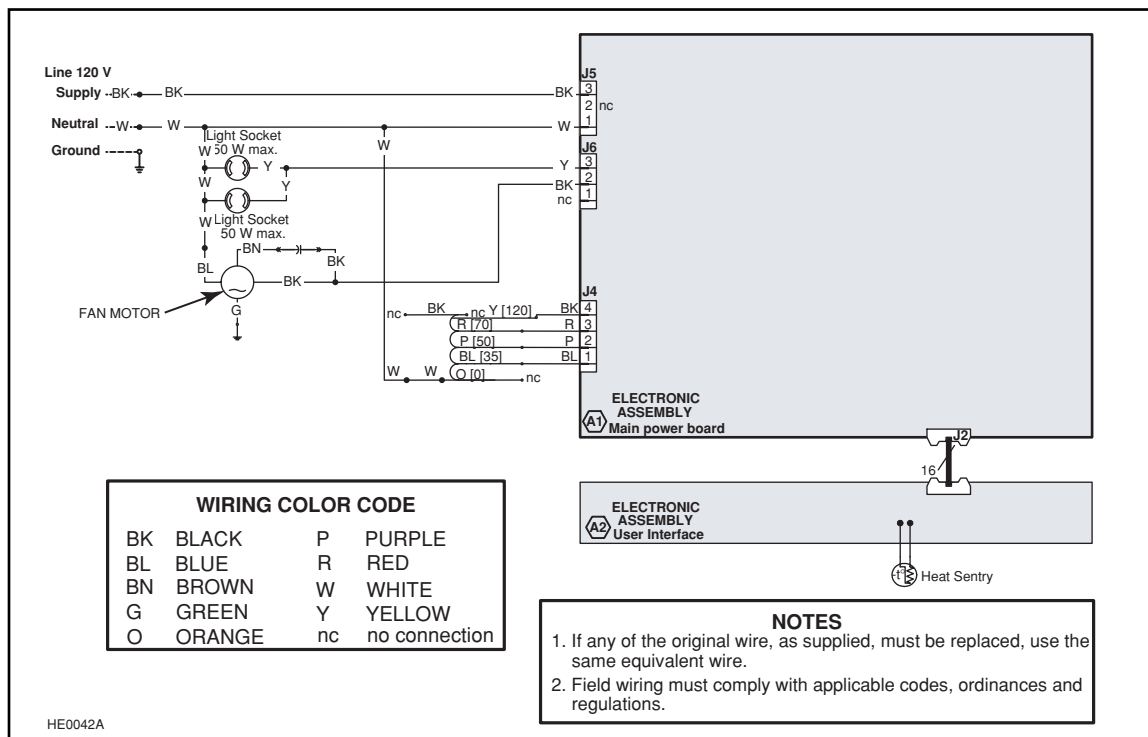 Line 120 V
Supply BK BK BK
Neutral W W W
Ground
J5
3
2 nc
1
Light Socket
50 W max.
W
Y
W
Y
J6
3
2
1
Y
BK
nc
W
W
Light Socket
50 W max.
BN
BK
BL
BK
G
FAN MOTOR
J4
nc BK nc Y [120] BK 4
R [70] R 3
P [50] P 2
BL [35] BL 1
W W O [0] nc
ELECTRONIC
ASSEMBLY
A1 Main power board
J2
16
ELECTRONIC
ASSEMBLY
A2 User Interface
-t° Heat Sentry
WIRING COLOR CODE
BK BLACK P PURPLE
BL BLUE R RED
BN BROWN W WHITE
G GREEN Y YELLOW
O ORANGE nc no connection
NOTES
1. If any of the original wire, as supplied, must be replaced, use the
same equivalent wire.
2. Field wiring must comply with applicable codes, ordinances and
regulations.
HE0042A